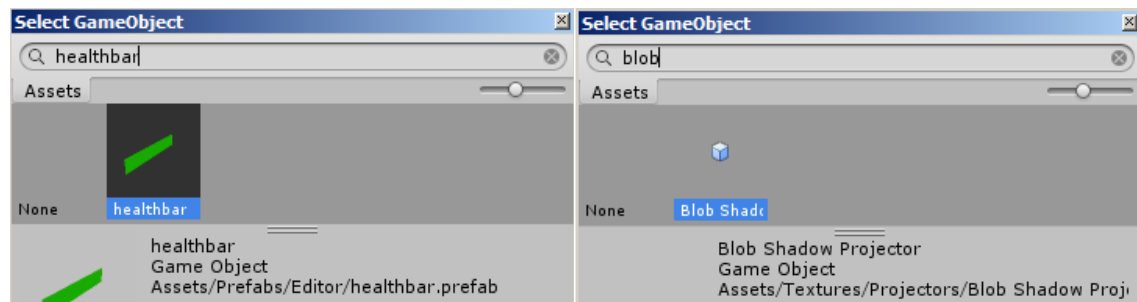 Select GameObject
healthbar
Assets
None
healthbar
healthbar
Game Object
Assets/Prefabs/Editor/healthbar.prefab
Select GameObject
blob
Assets
None
Blob Shad
Blob Shadow Projector
Game Object
Assets/Textures/Projectors/Blob Shadow Proj